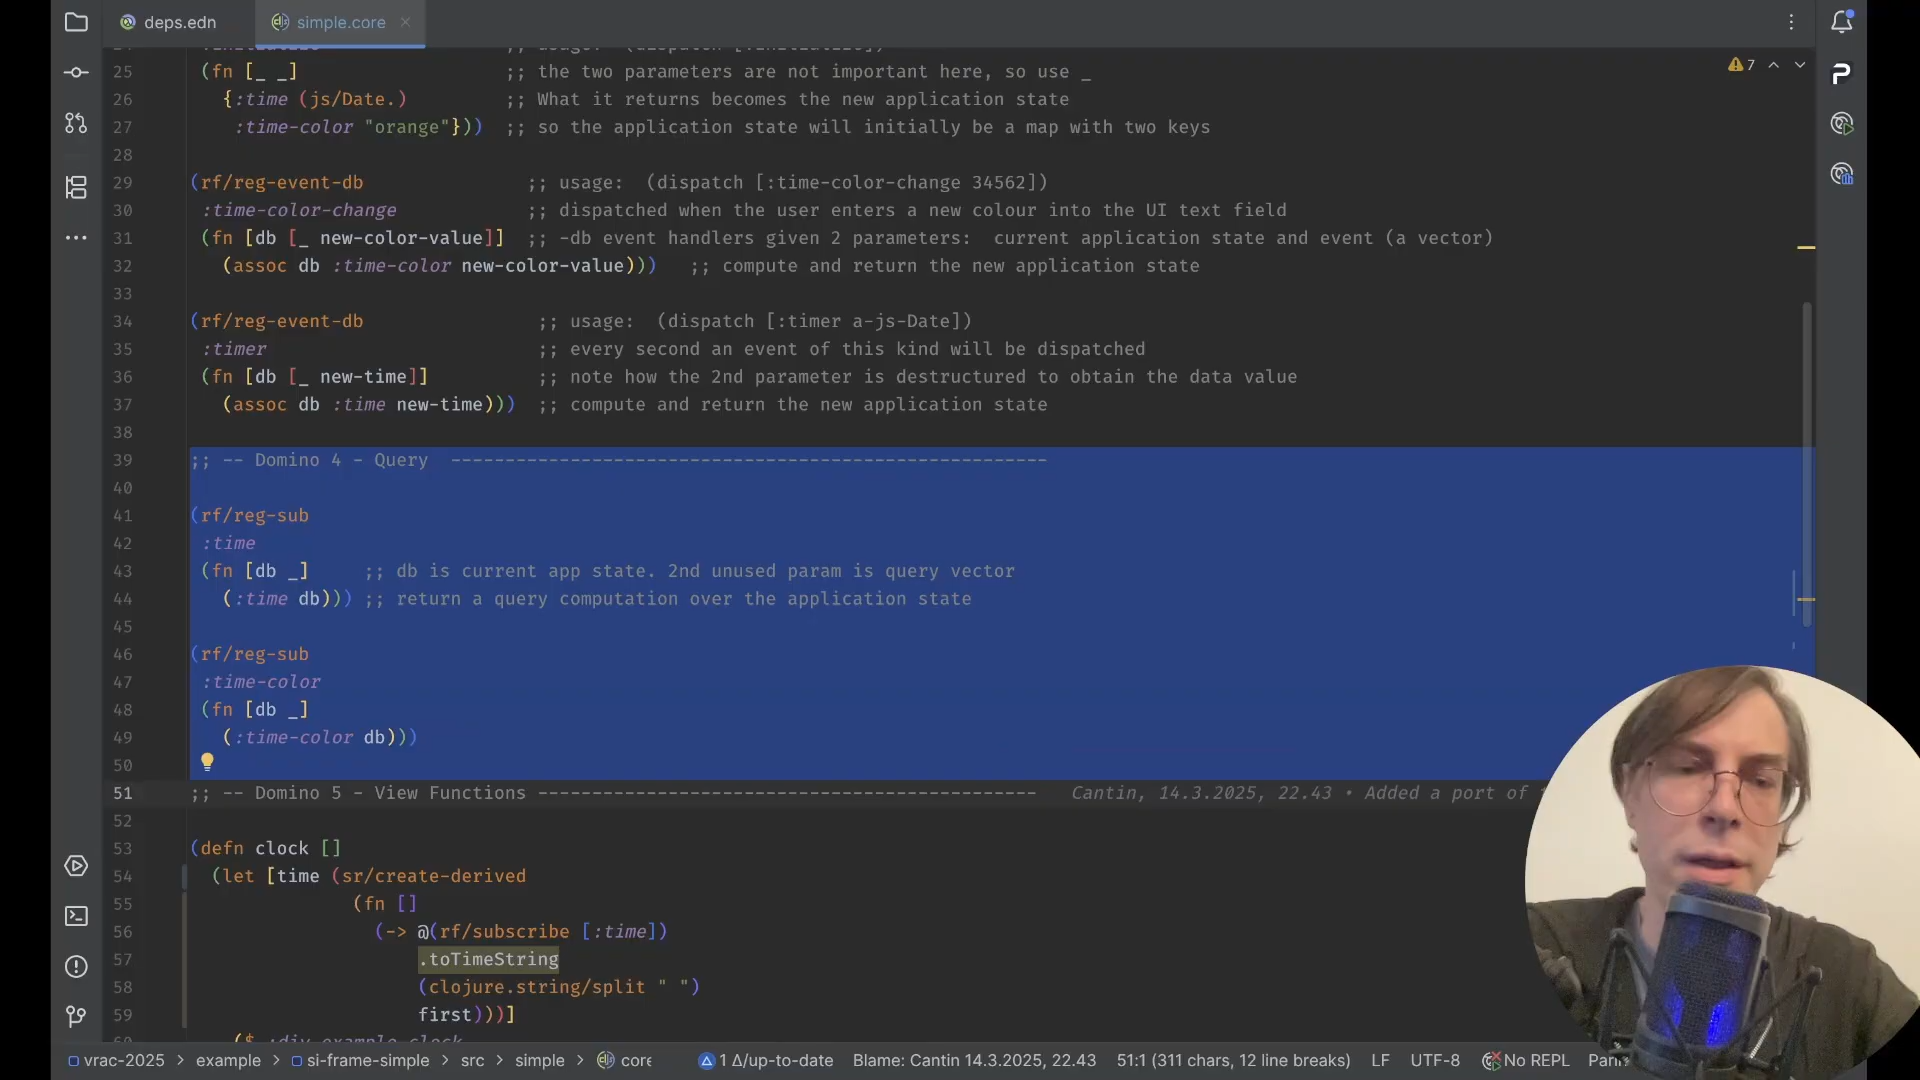 deps.edn
simple.core
25 (fn [_ _] ;; the two parameters are not important here, so use _
7
26 {:time (js/Date.) ;; What it returns becomes the new application state
27 :time-color "orange"})) ;; so the application state will initially be a map with two keys
28
29 (rf/reg-event-db ;; usage: (dispatch [:time-color-change 34562])
30 :time-color-change ;; dispatched when the user enters a new colour into the UI text field
31 (fn [db [_ new-color-value]] ;; -db event handlers given 2 parameters: current application state and event (a vector)
32 (assoc db :time-color new-color-value))) ;; compute and return the new application state
33
34 (rf/reg-event-db ;; usage: (dispatch [:timer a-js-Date])
35 :timer ;; every second an event of this kind will be dispatched
36 (fn [db [_ new-time]] ;; note how the 2nd parameter is destructured to obtain the data value
37 (assoc db :time new-time))) ;; compute and return the new application state
38
39 ;; -- Domino 4 - Query -------------------------------------------------------
40
41 (rf/reg-sub
42 :time
43 (fn [db _] ;; db is current app state. 2nd unused param is query vector
44 (:time db))) ;; return a query computation over the application state
45
46 (rf/reg-sub
47 :time-color
48 (fn [db _]
49 (:time-color db)))
50
51 ;; -- Domino 5 - View Functions ---------------------------------------------- Cantin, 14.3.2025, 22.43 • Added a port of
52
53 (defn clock []
54 (let [time (sr/create-derived
55 (fn []
56 (-> @(rf/subscribe [:time])
57 .toTimeString
58 (clojure.string/split " ")
59 first)))]
($ :div.example-clock
vrac-2025 > example > si-frame-simple > src > simple > core 1 Δ/up-to-date Blame: Cantin 14.3.2025, 22.43 51:1 (311 chars, 12 line breaks) LF UTF-8 No REPL